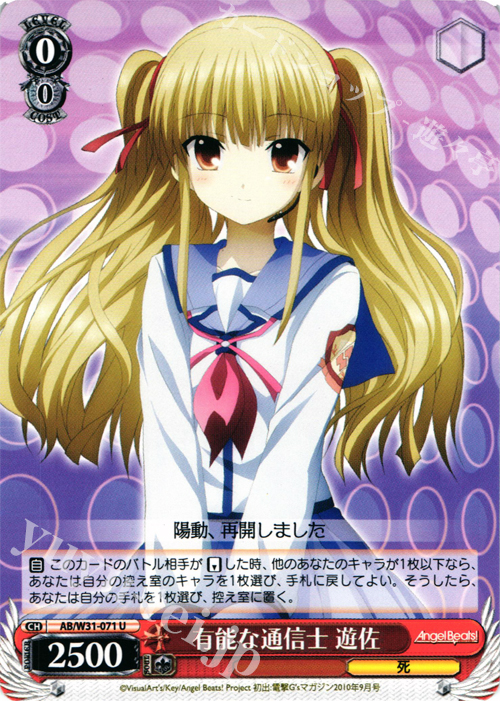 LEVEL
0
0
COST
陽動、再開しました
自 このカードのバトル相手がした時、他のあなたのキャラが1枚以下なら、
あなたは自分の控え室のキャラを1枚選び、手札に戻してよい。そうしたら、
あなたは自分の手札を1枚選び、控え室に置く。
CH AB/W31-071 U
有能な通信士 遊佐
Angel Beats!
2500
SOUL
死
©VisualArt's/Key/Angel Beats! Project 初出:電撃G'sマガジン2010年9月号
yuyu-tei.jp